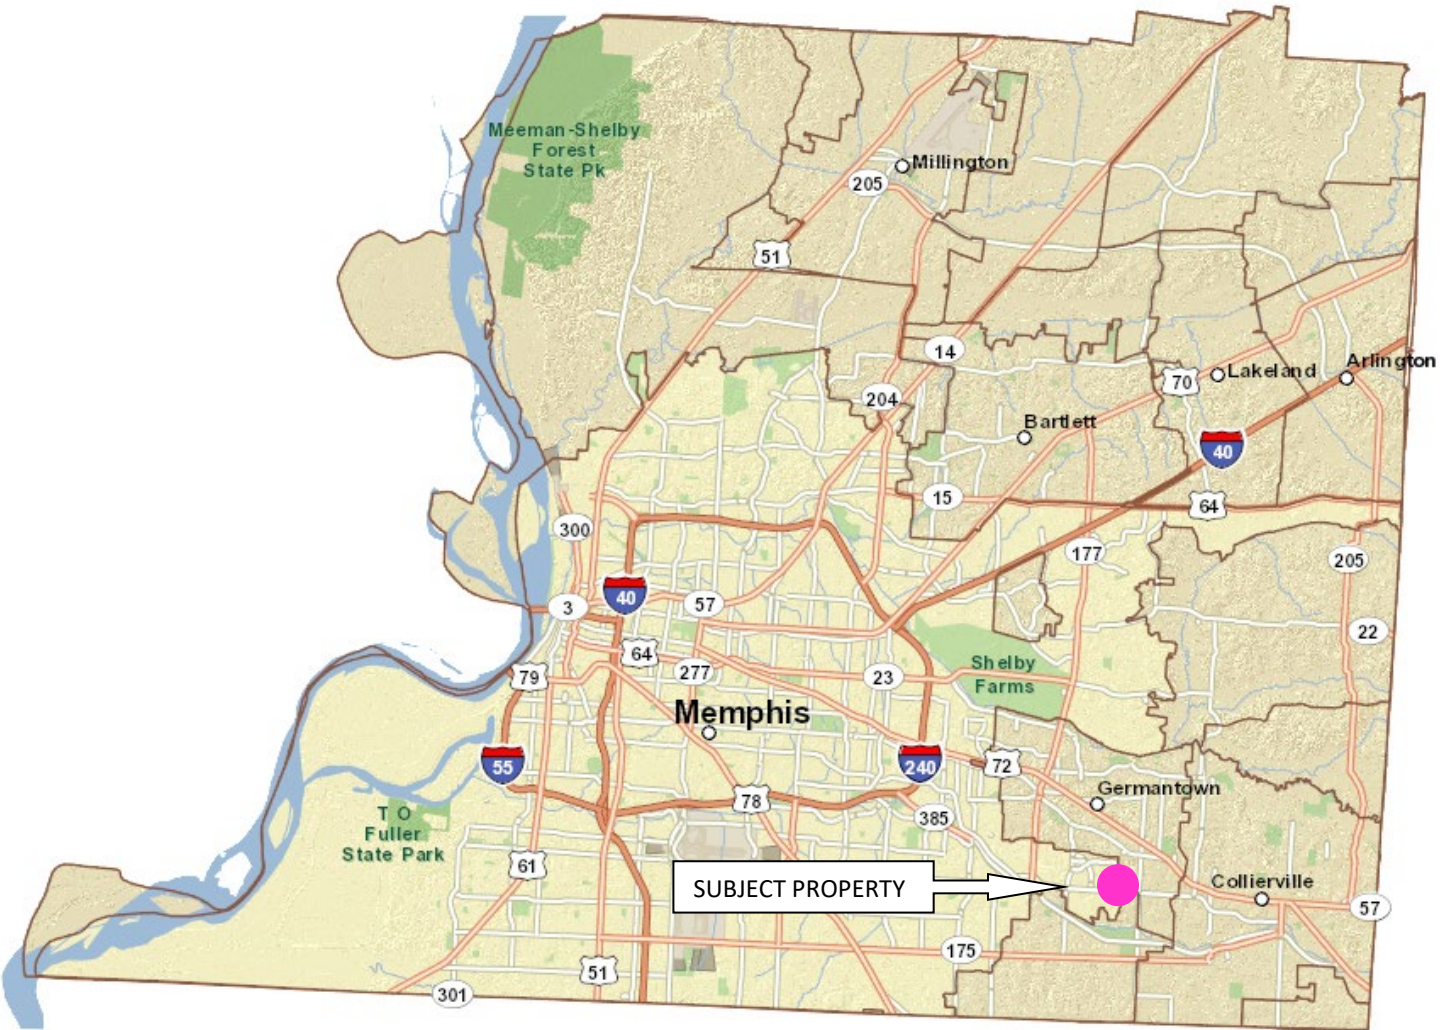 Meeman-Shelby
Forest
State Pk
Millington
205
51
14
Arlington
Lakeland
70
204
Bartlett
40
15
64
300
177
205
40
57
3
22
64
Shelby
Farms
79
277
23
Memphis
55
240
72
78
Germantown
T O
Fuller
State Park
385
61
SUBJECT PROPERTY
Collierville
57
175
51
301